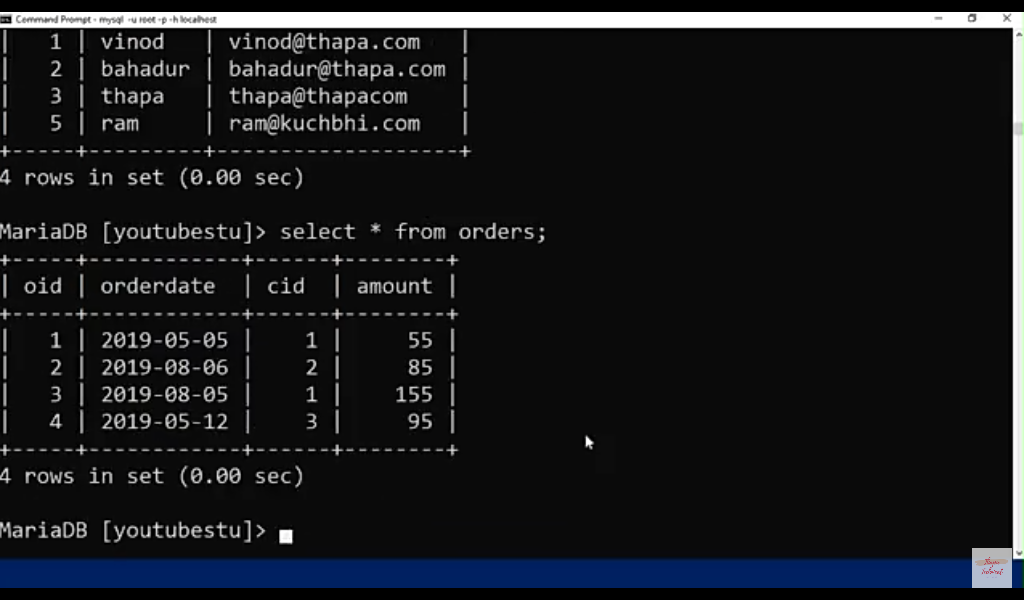 Command Prompt - mysql -u root -p -h localhost
| 1 | vinod | vinod@thapa.com |
| 2 | bahadur | bahadur@thapa.com |
| 3 | thapa | thapa@thapacom |
| 5 | ram | ram@kuchbhi.com |
+-----+---------+-------------------+
4 rows in set (0.00 sec)
MariaDB [youtubestu]> select * from orders;
+-----+------------+------+--------+
| oid | orderdate | cid | amount |
+-----+------------+------+--------+
| 1 | 2019-05-05 | 1 | 55 |
| 2 | 2019-08-06 | 2 | 85 |
| 3 | 2019-08-05 | 1 | 155 |
| 4 | 2019-05-12 | 3 | 95 |
+-----+------------+------+--------+
4 rows in set (0.00 sec)
MariaDB [youtubestu]>